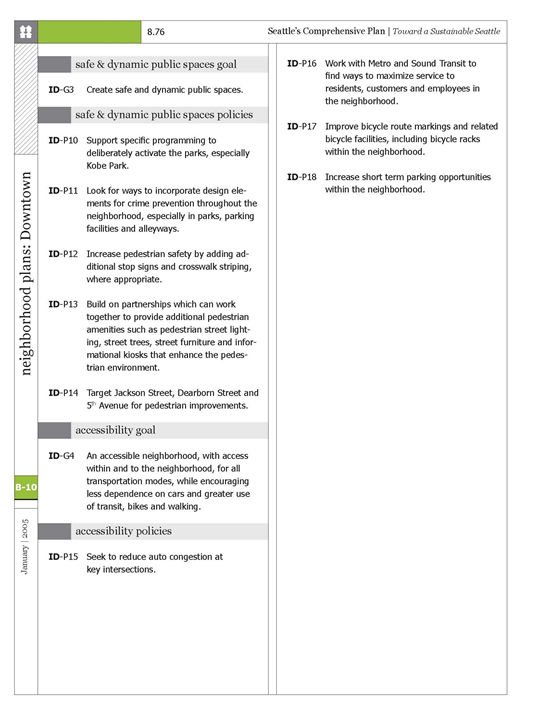 8.76
Seattle's Comprehensive Plan | Toward a Sustainable Seattle
neighborhood plans: Downtown
B-10
January | 2005
safe & dynamic public spaces goal
ID-G3 Create safe and dynamic public spaces.
safe & dynamic public spaces policies
ID-P10 Support specific programming to
deliberately activate the parks, especially
Kobe Park.
ID-P11 Look for ways to incorporate design ele-
ments for crime prevention throughout the
neighborhood, especially in parks, parking
facilities and alleyways.
ID-P12 Increase pedestrian safety by adding ad-
ditional stop signs and crosswalk striping,
where appropriate.
ID-P13 Build on partnerships which can work
together to provide additional pedestrian
amenities such as pedestrian street light-
ing, street trees, street furniture and infor-
mational kiosks that enhance the pedes-
trian environment.
ID-P14 Target Jackson Street, Dearborn Street and
5th Avenue for pedestrian improvements.
accessibility goal
ID-G4 An accessible neighborhood, with access
within and to the neighborhood, for all
transportation modes, while encouraging
less dependence on cars and greater use
of transit, bikes and walking.
accessibility policies
ID-P15 Seek to reduce auto congestion at
key intersections.
ID-P16 Work with Metro and Sound Transit to
find ways to maximize service to
residents, customers and employees in
the neighborhood.
ID-P17 Improve bicycle route markings and related
bicycle facilities, including bicycle racks
within the neighborhood.
ID-P18 Increase short term parking opportunities
within the neighborhood.